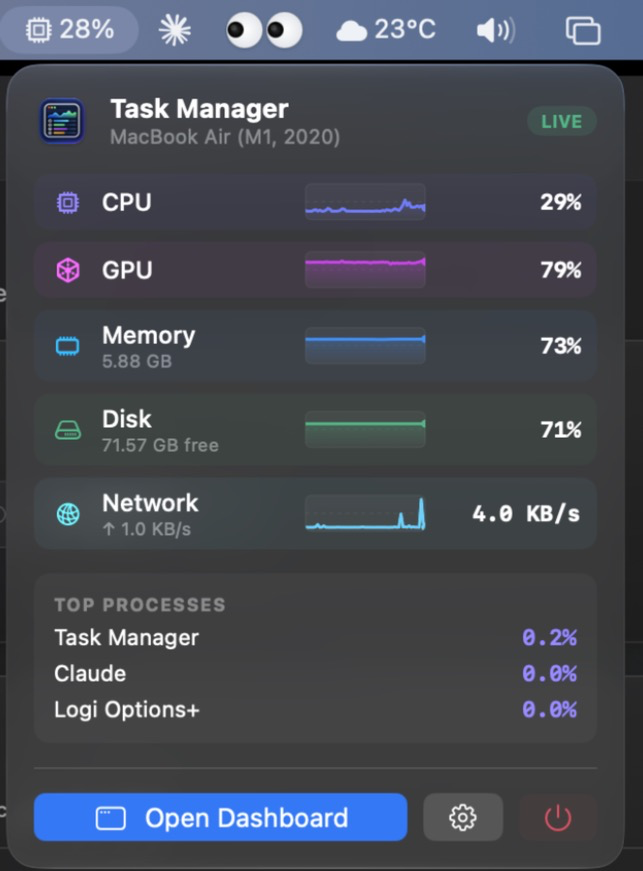 28%
23°C
Task Manager
MacBook Air (M1, 2020)
LIVE
CPU
29%
GPU
79%
Memory
5.88 GB
73%
Disk
71.57 GB free
71%
Network
↑ 1.0 KB/s
4.0 KB/s
TOP PROCESSES
Task Manager 0.2%
Claude 0.0%
Logi Options+ 0.0%
Open Dashboard